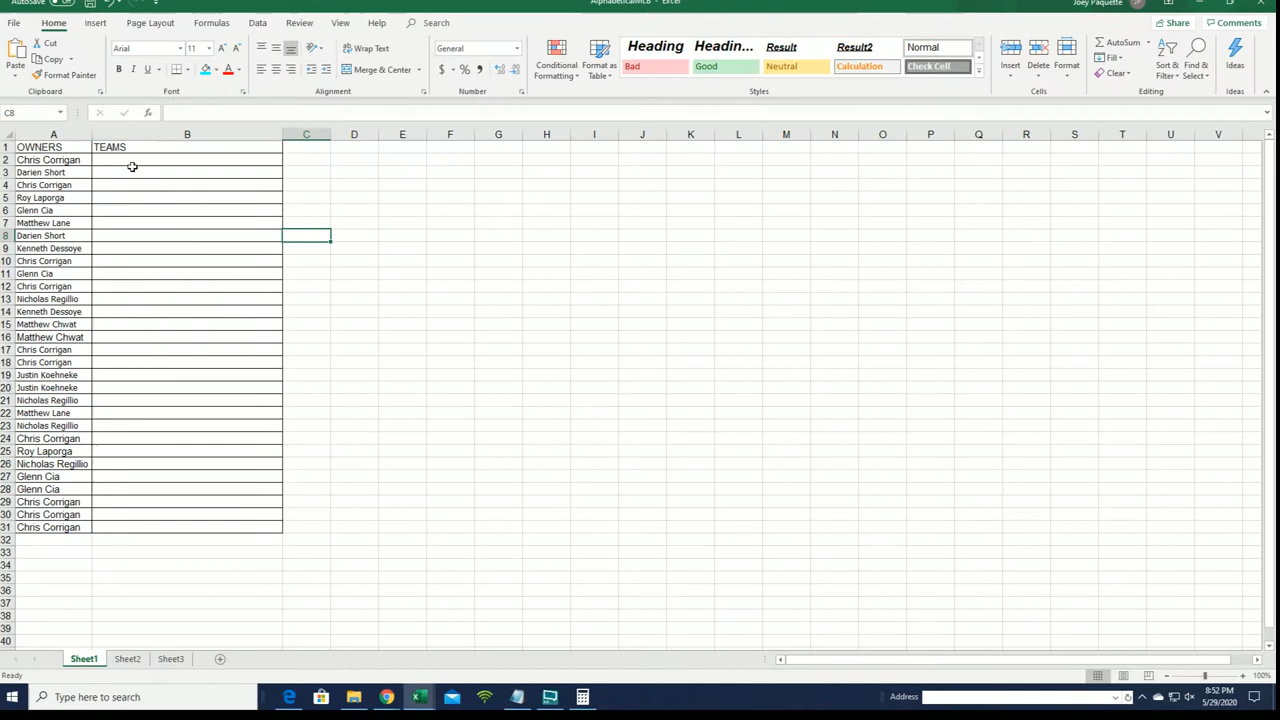 AutoSave
AlphabeticalMLB - Excel
Joey Paquette
JP
File Home Insert Page Layout Formulas Data Review View Help Search
Share Comments
Paste
Cut
Copy
Format Painter
Clipboard
Arial 11
B I U
Font
Wrap Text
Merge & Center
Alignment
General
$ % ,
Number
Conditional Formatting
Format as Table
Heading Headin... Result Result2 Normal
Bad Good Neutral Calculation Check Cell
Styles
Insert Delete Format
Cells
AutoSum
Fill
Clear
Sort & Filter
Find & Select
Editing
Ideas
Ideas
C8
fx
A B C D E F G H I J K L M N O P Q R S T U V
1 OWNERS TEAMS
2 Chris Corrigan
3 Darien Short
4 Chris Corrigan
5 Roy Laporga
6 Glenn Cia
7 Matthew Lane
8 Darien Short
9 Kenneth Dessoye
10 Chris Corrigan
11 Glenn Cia
12 Chris Corrigan
13 Nicholas Regillio
14 Kenneth Dessoye
15 Matthew Chwat
16 Matthew Chwat
17 Chris Corrigan
18 Chris Corrigan
19 Justin Koehneke
20 Justin Koehneke
21 Nicholas Regillio
22 Matthew Lane
23 Nicholas Regillio
24 Chris Corrigan
25 Roy Laporga
26 Nicholas Regillio
27 Glenn Cia
28 Glenn Cia
29 Chris Corrigan
30 Chris Corrigan
31 Chris Corrigan
32
33
34
35
36
37
38
39
40
Sheet1 Sheet2 Sheet3
Ready
100%
Type here to search
Address
8:52 PM
5/29/2020